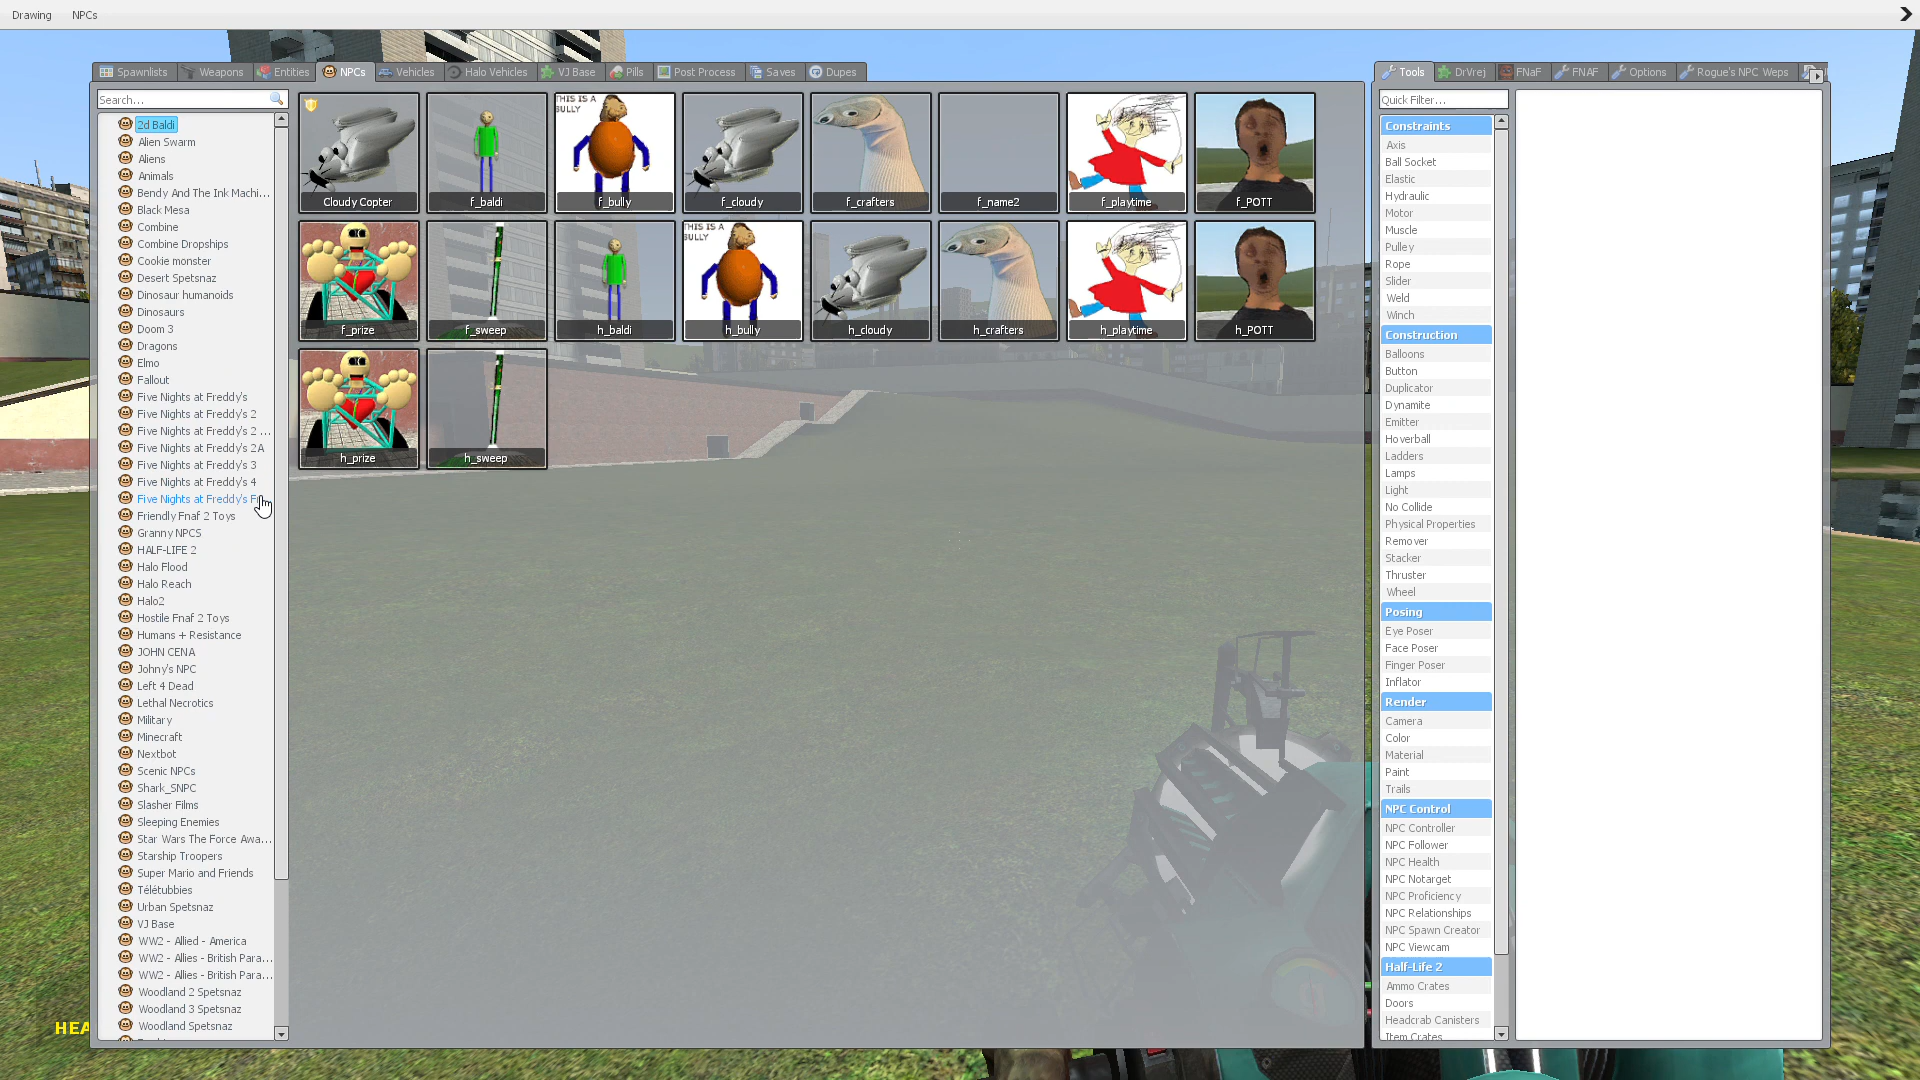 Drawing NPCs
Spawnlists Weapons Entities NPCs Vehicles Halo Vehicles VJ Base Pills Post Process Saves Dupes
Search...
2d Baldi
Alien Swarm
Aliens
Animals
Bendy And The Ink Machi...
Black Mesa
Combine
Combine Dropships
Cookie monster
Desert Spetsnaz
Dinosaur humanoids
Dinosaurs
Doom 3
Dragons
Elmo
Fallout
Five Nights at Freddy's
Five Nights at Freddy's 2
Five Nights at Freddy's 2 ...
Five Nights at Freddy's 2A
Five Nights at Freddy's 3
Five Nights at Freddy's 4
Five Nights at Freddy's
Friendly Fnaf 2 Toys
Granny NPCS
HALF-LIFE 2
Halo Flood
Halo Reach
Halo2
Hostile Fnaf 2 Toys
Humans + Resistance
JOHN CENA
Johny's NPC
Left 4 Dead
Lethal Necrotics
Military
Minecraft
Nextbot
Scenic NPCs
Shark_SNPC
Slasher Films
Sleeping Enemies
Star Wars The Force Awa...
Starship Troopers
Super Mario and Friends
Télétubbies
Urban Spetsnaz
VJ Base
WW2 - Allied - America
WW2 - Allies - British Para...
WW2 - Allies - British Para...
Woodland 2 Spetsnaz
Woodland 3 Spetsnaz
Woodland Spetsnaz
THIS IS A
BULLY
Cloudy Copter f_baldi f_bully f_cloudy f_crafters f_name2 f_playtime f_POTT
THIS IS A
BULLY
f_prize f_sweep h_baldi h_bully h_cloudy h_crafters h_playtime h_POTT
h_prize h_sweep
HEA
Tools DrVrej FNaF FNAF Options Rogue's NPC Weps
Quick Filter...
Constraints
Axis
Ball Socket
Elastic
Hydraulic
Motor
Muscle
Pulley
Rope
Slider
Weld
Winch
Construction
Balloons
Button
Duplicator
Dynamite
Emitter
Hoverball
Ladders
Lamps
Light
No Collide
Physical Properties
Remover
Stacker
Thruster
Wheel
Posing
Eye Poser
Face Poser
Finger Poser
Inflator
Render
Camera
Color
Material
Paint
Trails
NPC Control
NPC Controller
NPC Follower
NPC Health
NPC Notarget
NPC Proficiency
NPC Relationships
NPC Spawn Creator
NPC Viewcam
Half-Life 2
Ammo Crates
Doors
Headcrab Canisters
Item Crates